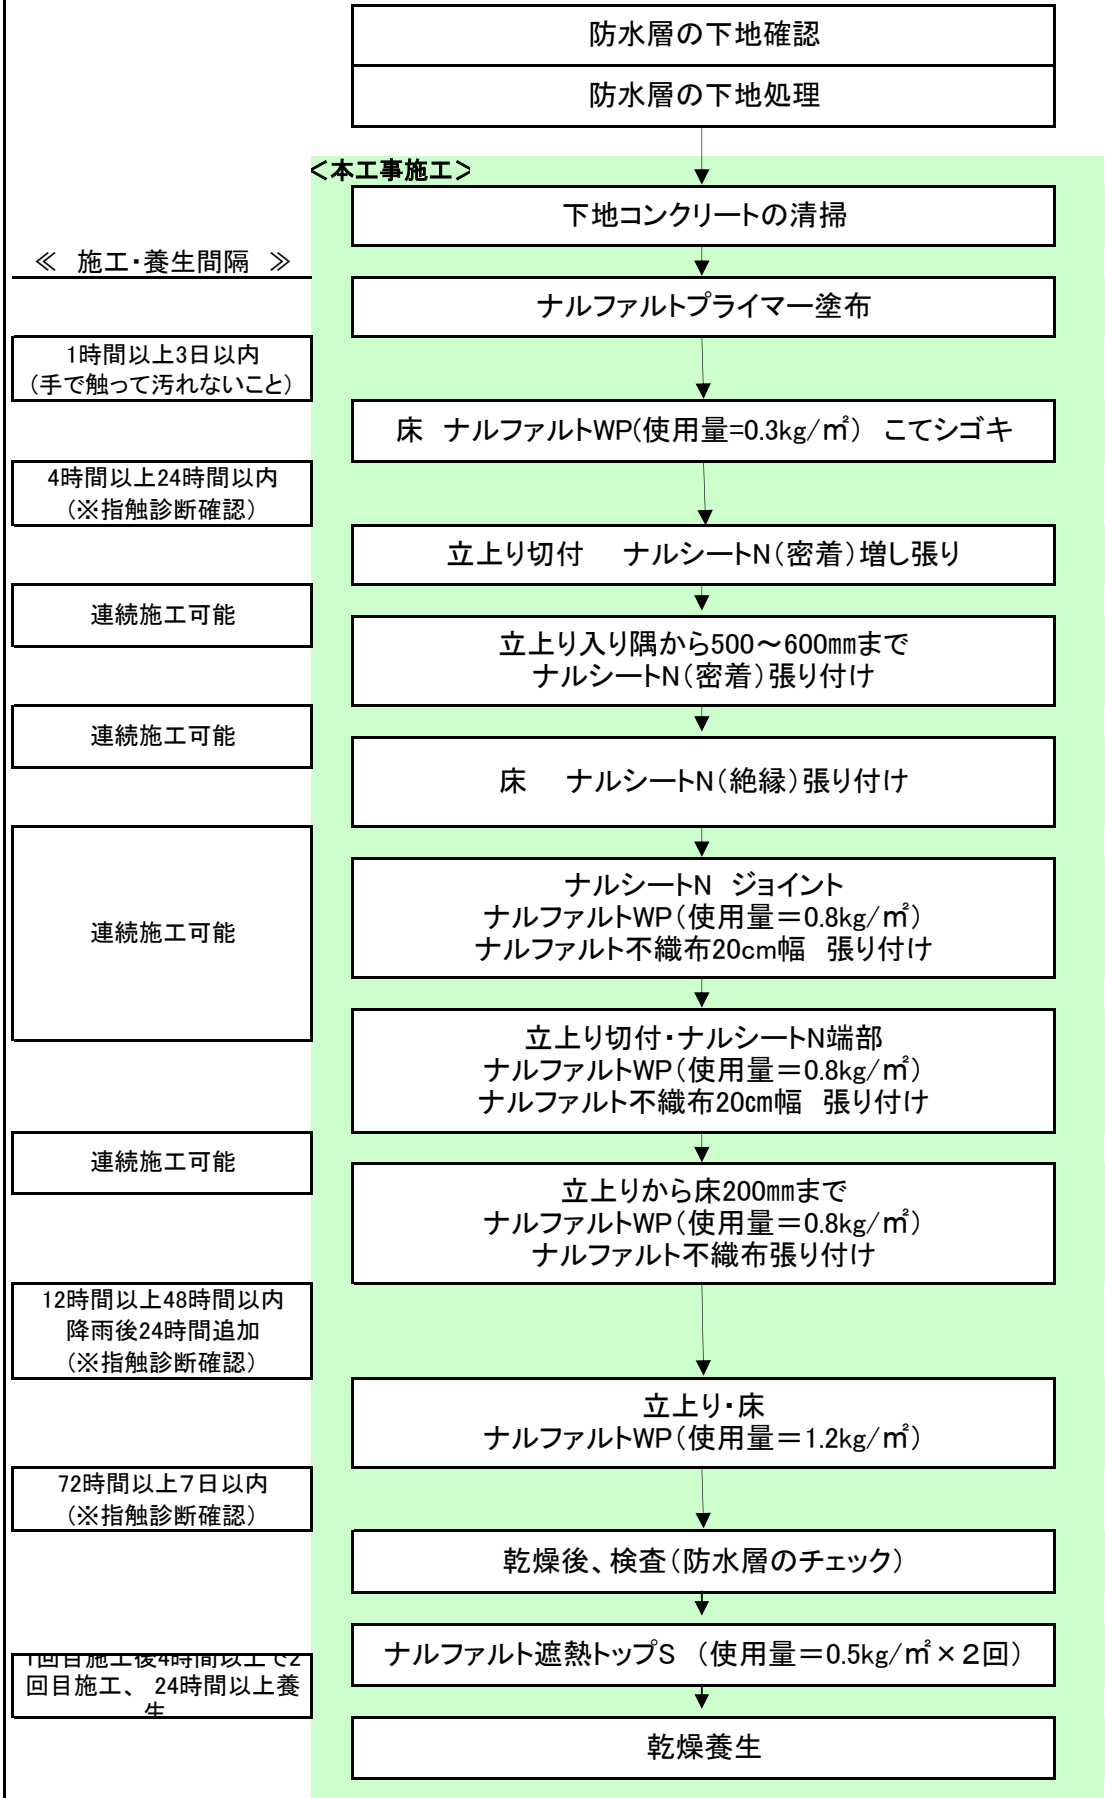 防水層の下地確認
防水層の下地処理
＜本工事施工＞
下地コンクリートの清掃
≪　施工・養生間隔　≫
ナルファルトプライマー塗布
1時間以上3日以内
（手で触って汚れないこと）
床　ナルファルトWP(使用量=0.3kg/㎡)　こてシゴキ
4時間以上24時間以内
（※指触診断確認）
立上り切付　ナルシートN（密着）増し張り
連続施工可能
立上り入り隅から500～600㎜まで
ナルシートN（密着）張り付け
連続施工可能
床　ナルシートN（絶縁）張り付け
連続施工可能
ナルシートN　ジョイント
ナルファルトWP（使用量＝0.8kg/㎡）
ナルファルト不織布20cm幅　張り付け
立上り切付・ナルシートN端部
ナルファルトWP（使用量＝0.8kg/㎡）
ナルファルト不織布20㎝幅　張り付け
連続施工可能
立上りから床200㎜まで
ナルファルトWP（使用量＝0.8kg/㎡）
ナルファルト不織布張り付け
12時間以上48時間以内
降雨後24時間追加
（※指触診断確認）
立上り・床
ナルファルトWP（使用量＝1.2kg/㎡）
72時間以上７日以内
（※指触診断確認）
乾燥後、検査（防水層のチェック）
ナルファルト遮熱トップS　（使用量＝0.5kg/㎡×２回）
1回目施工後4時間以上で2
回目施工、 24時間以上養
生
乾燥養生